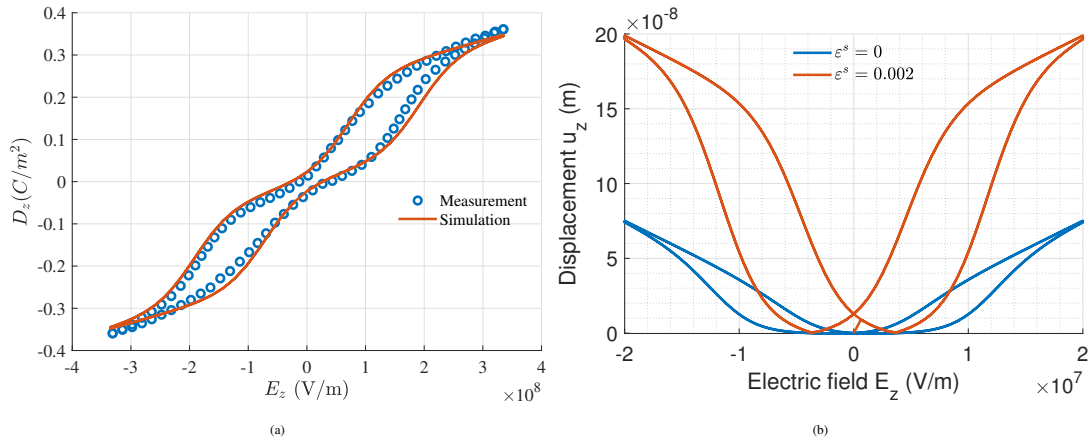 0.4
0.3
0.2
0.1
0
-0.1
-0.2
-0.3
-0.4
D_z(C/m^2)
Measurement
Simulation
-4 -3 -2 -1 0 1 2 3 4
E_z (V/m)
×10^8
(a)
×10^-8
20
15
10
5
0
Displacement u_z (m)
ε^s = 0
ε^s = 0.002
-2 -1 0 1 2
Electric field E_z (V/m)
×10^7
(b)